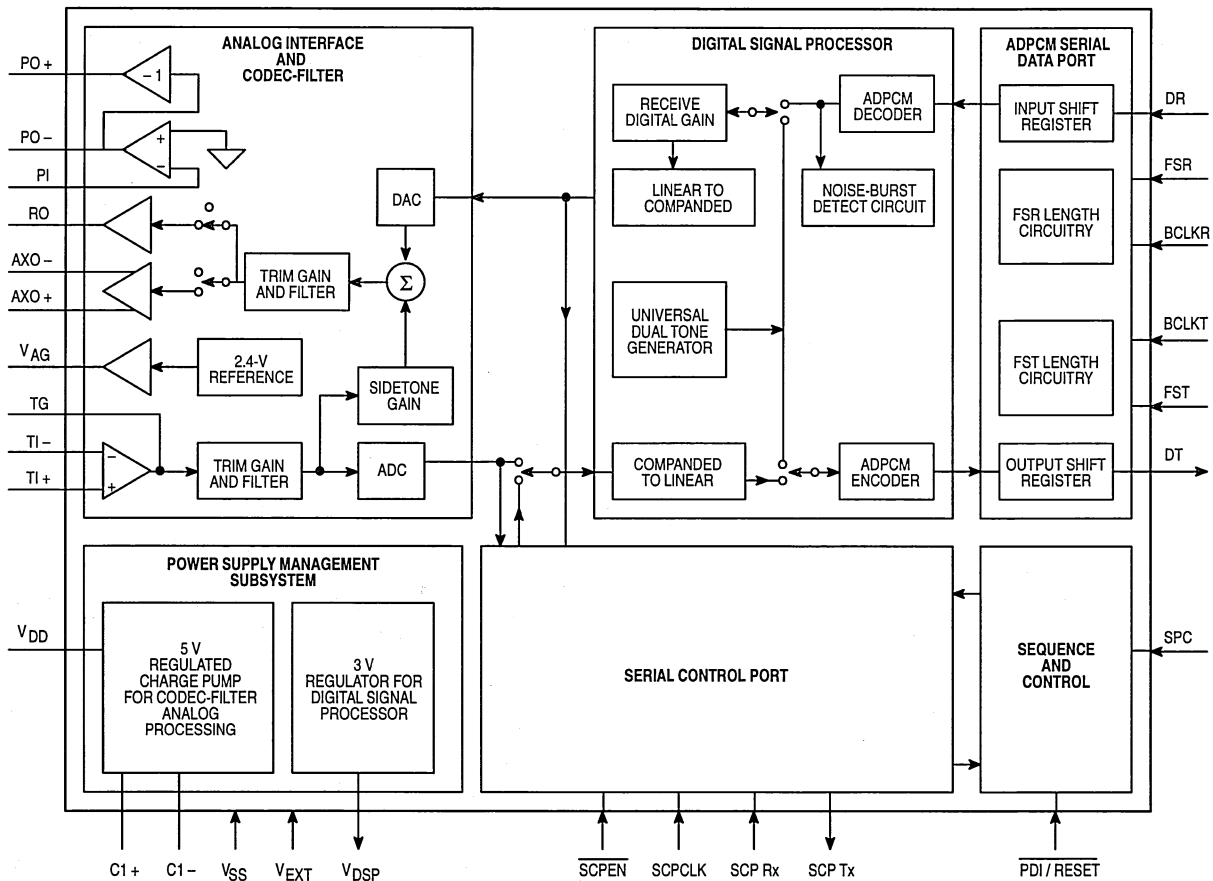 ANALOG INTERFACE
AND
CODEC-FILTER
DIGITAL SIGNAL PROCESSOR
ADPCM SERIAL
DATA PORT
PO +
– 1
PO –
+
–
PI
RO
AXO –
AXO +
V AG
TG
TI –
TI +
–
+
DAC
Σ
TRIM GAIN
AND FILTER
2.4-V
REFERENCE
SIDETONE
GAIN
TRIM GAIN
AND FILTER
ADC
RECEIVE
DIGITAL GAIN
ADPCM
DECODER
LINEAR TO
COMPANDED
NOISE-BURST
DETECT CIRCUIT
UNIVERSAL
DUAL TONE
GENERATOR
COMPANDED
TO LINEAR
ADPCM
ENCODER
INPUT SHIFT
REGISTER
FSR LENGTH
CIRCUITRY
FST LENGTH
CIRCUITRY
OUTPUT SHIFT
REGISTER
DR
FSR
BCLKR
BCLKT
FST
DT
POWER SUPPLY MANAGEMENT
SUBSYSTEM
V DD
5 V
REGULATED
CHARGE PUMP
FOR CODEC-FILTER
ANALOG
PROCESSING
3 V
REGULATOR FOR
DIGITAL SIGNAL
PROCESSOR
SERIAL CONTROL PORT
SEQUENCE
AND
CONTROL
SPC
C1 + C1 – VSS VEXT VDSP SCPEN SCPCLK SCP Rx SCP Tx PDI / RESET